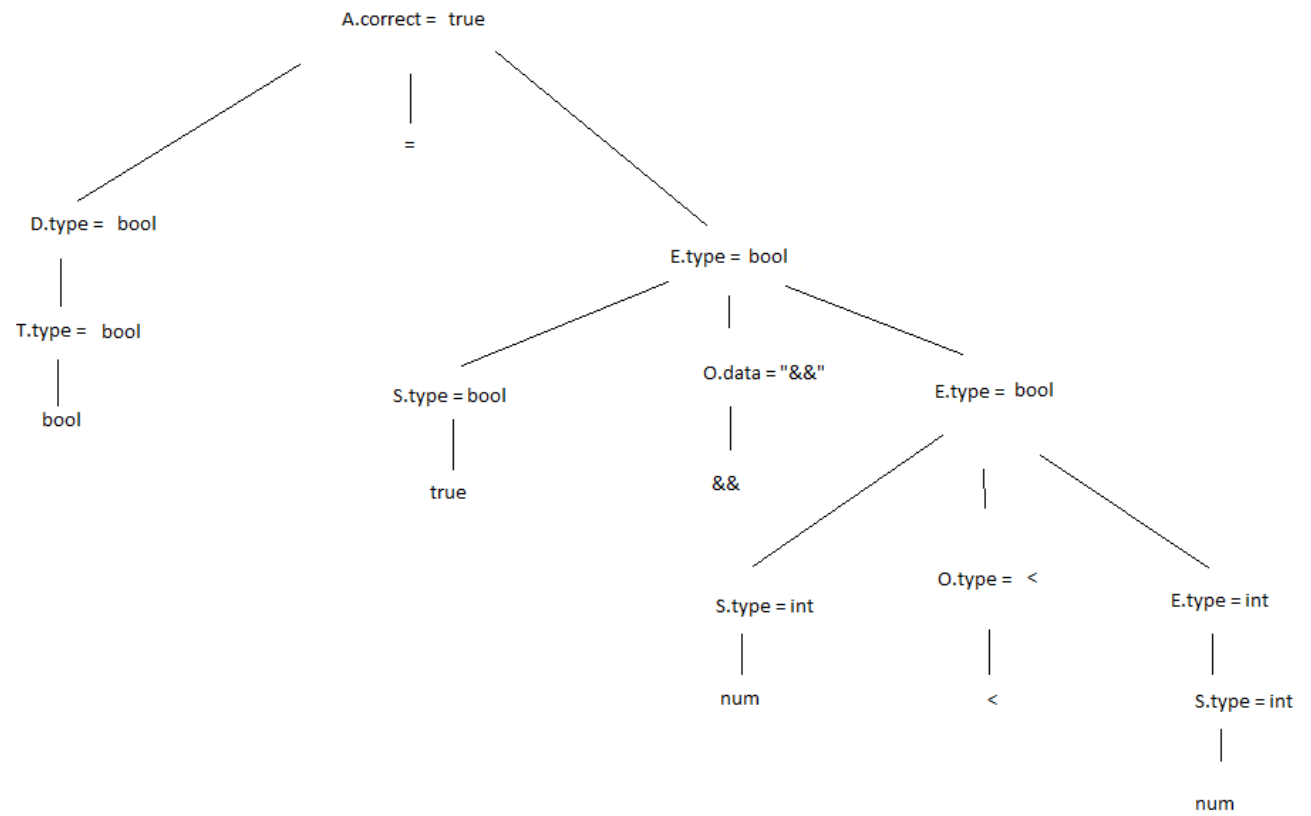 A.correct = true
=
D.type = bool
E.type = bool
T.type = bool
O.data = "&&"
S.type = bool
E.type = bool
bool
true
&&
O.type = <
S.type = int
E.type = int
num
<
S.type = int
num